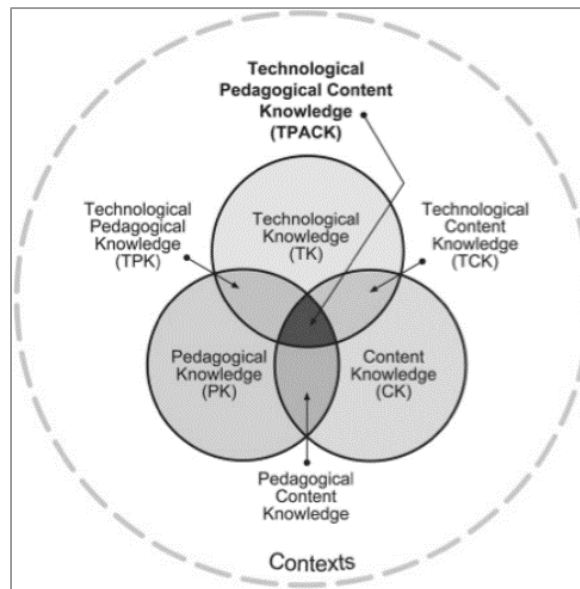 Technological
Pedagogical Content
Knowledge
(TPACK)
Technological
Pedagogical
Knowledge
(TPK)
Technological
Knowledge
(TK)
Technological
Content
Knowledge
(TCK)
Pedagogical
Knowledge
(PK)
Content
Knowledge
(CK)
Pedagogical
Content
Knowledge
Contexts